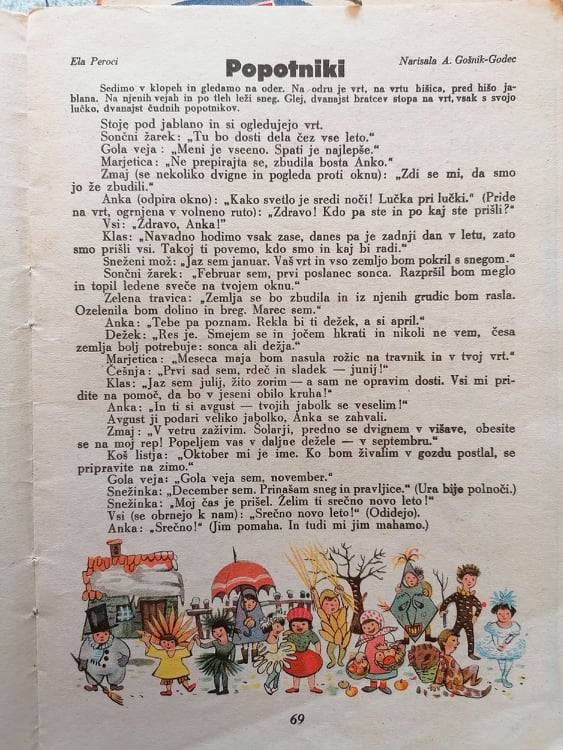 Ela Peroci
Popotniki
Narisala A. Gošnik-Godec
Sedimo v klopeh in gledamo na oder. Na odru je vrt, na vrtu hišica, pred hišo ja-
blana. Na njenih vejah in po tleh leži sneg. Glej, dvanajst bratcev stopa na vrt, vsak s svojo
lučko, dvanajst čudnih popotnikov.
Stoje pod jablano in si ogledujejo vrt.
Sončni žarek: „Tu bo dosti dela čez vse leto.“
Gola veja: „Meni je vseeno. Spati je najlepše.“
Marjetica: „Ne prepirajta se, zbudila bosta Anko.“
Zmaj (se nekoliko dvigne in pogleda proti oknu): „Zdi se mi, da smo
jo že zbudili.“
Anka (odpira okno): „Kako svetlo je sredi noči! Lučka pri lučki.“ (Pride
na vrt, ogrnjena v volneno ruto): „Zdravo! Kdo pa ste in po kaj ste prišli?“
Vsi: „Zdravo, Anka!“
Klas: „Navadno hodimo vsak zase, danes pa je zadnji dan v letu, zato
smo prišli vsi. Takoj ti povemo, kdo smo in kaj bi radi.“
Sneženi mož: „Jaz sem januar. Vaš vrt in vso zemljo bom pokril s snegom.“
Sončni žarek: „Februar sem, prvi poslanec sonca. Razpršil bom meglo
in topil ledene sveče na tvojem oknu.“
Zelena travica: „Zemlja se bo zbudila in iz njenih grudic bom rasla.
Ozelenila bom dolino in breg. Marec sem.“
Anka: „Tebe pa poznam. Rekla bi ti dežek, a si april.“
Dežek: „Res je. Smejem se in jočem hkrati in nikoli ne vem, česa
zemlja bolj potrebuje: sonca ali dežja.“
Marjetica: „Meseca maja bom nasula rožic na travnik in v tvoj vrt.“
Češnja: „Prvi sad sem, rdeč in sladek — junij!“
Klas: „Jaz sem julij, žito zorim — a sam ne opravim dosti. Vsi mi pri-
dite na pomoč, da bo v jeseni obilo kruha!“
Anka: „In ti si avgust — tvojih jabolk se veselim!“
Avgust ji podari veliko jabolko, Anka se zahvali.
Zmaj: „V vetru zaživim. Šolarji, predno se dvignem v višave, obesite
se na moj rep! Popeljem vas v daljne dežele — v septembru.“
Koš listja: „Oktober mi je ime. Ko bom živalim v gozdu postlal, se
pripravite na zimo.“
Gola veja: „Gola veja sem, november.“
Snežinka: „December sem. Prinašam sneg in pravljice.“ (Ura bije polnoči.)
Snežinka: „Moj čas je prišel. Želim ti srečno novo leto!“
Vsi (se obrnejo k nam): „Srečno novo leto!“ (Odidejo).
Anka: „Srečno!“ (Jim pomaha. In tudi mi jim mahamo.)
69